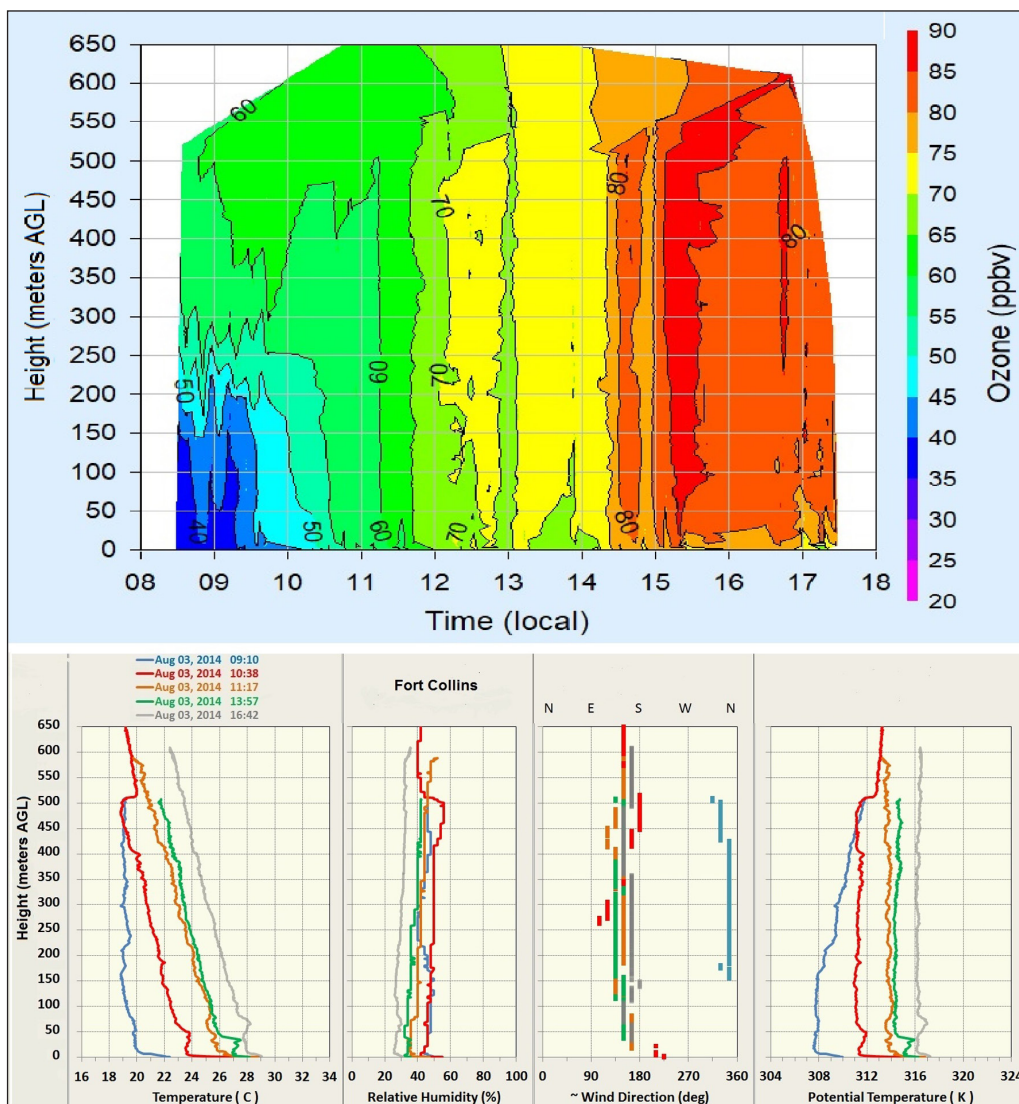 650
600
550
500
450
400
350
300
250
200
150
100
50
0
Height (meters AGL)
08 09 10 11 12 13 14 15 16 17 18
Time (local)
60
50
40
50
60
60
70
70
70
80
80
80
90
85
80
75
70
65
60
55
50
45
40
35
30
25
20
Ozone (ppbv)
Aug 03, 2014 09:10
Aug 03, 2014 10:38
Aug 03, 2014 11:17
Aug 03, 2014 13:57
Aug 03, 2014 16:42
Fort Collins
N E S W N
650
600
550
500
450
400
350
300
250
200
150
100
50
0
Height (meters AGL)
16 18 20 22 24 26 28 30 32 34
Temperature ( C )
0 20 40 60 80 100
Relative Humidity (%)
0 90 180 270 360
~ Wind Direction (deg)
304 308 312 316 320 324
Potential Temperature ( K )